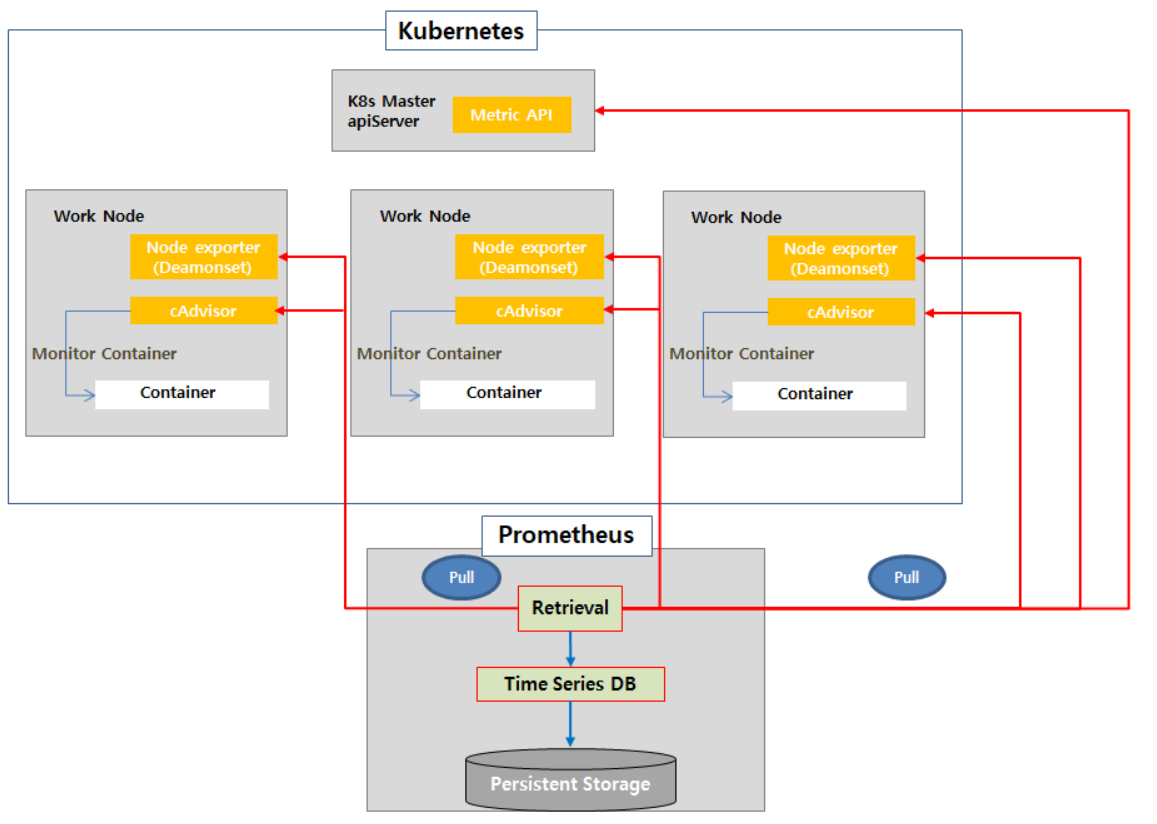 Kubernetes
K8s Master
apiServer
Metric API
Work Node
Node exporter
(Deamonset)
cAdvisor
Monitor Container
Container
Work Node
Node exporter
(Deamonset)
cAdvisor
Monitor Container
Container
Work Node
Node exporter
(Deamonset)
cAdvisor
Monitor Container
Container
Prometheus
Pull
Pull
Retrieval
Time Series DB
Persistent Storage